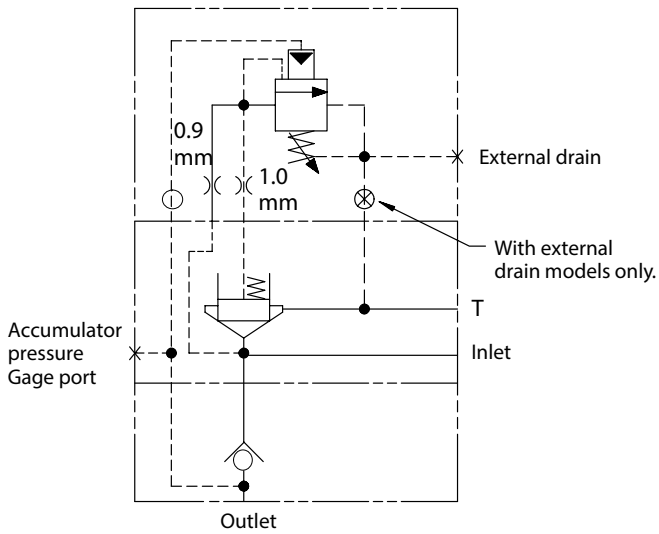 0.9
mm
1.0
mm
External drain
With external
drain models only.
T
Accumulator
pressure
Gage port
Inlet
Outlet